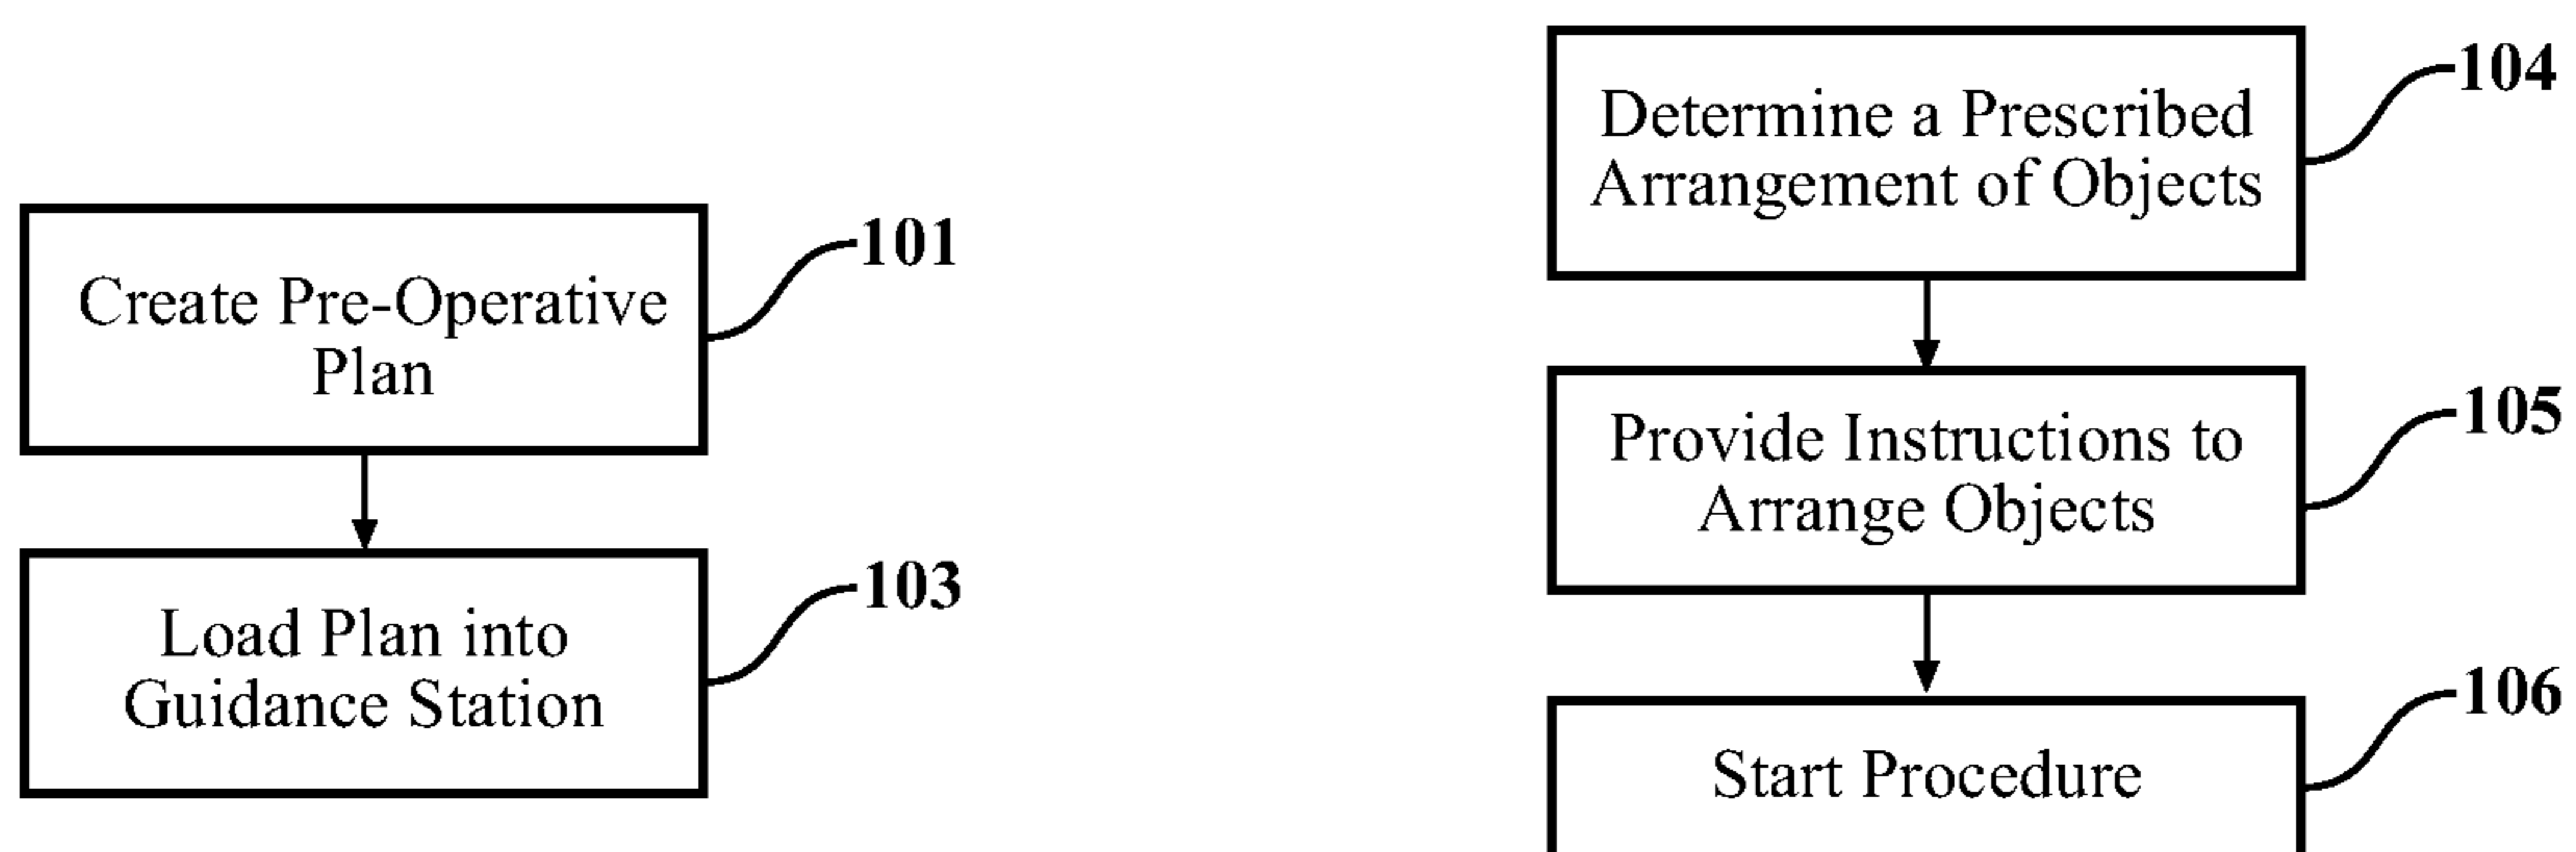 Create Pre-Operative
Plan
101
Load Plan into
Guidance Station
103
Determine a Prescribed
Arrangement of Objects
104
Provide Instructions to
Arrange Objects
105
Start Procedure
106